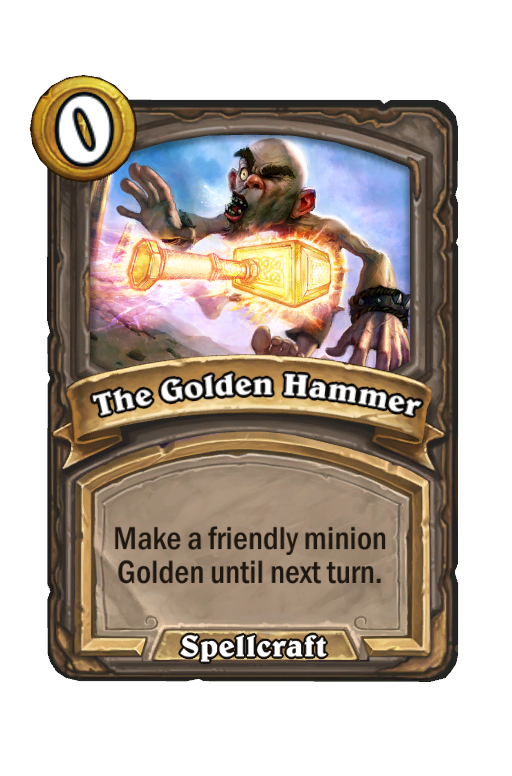 0
The Golden Hammer
Make a friendly minion
Golden until next turn.
Spellcraft